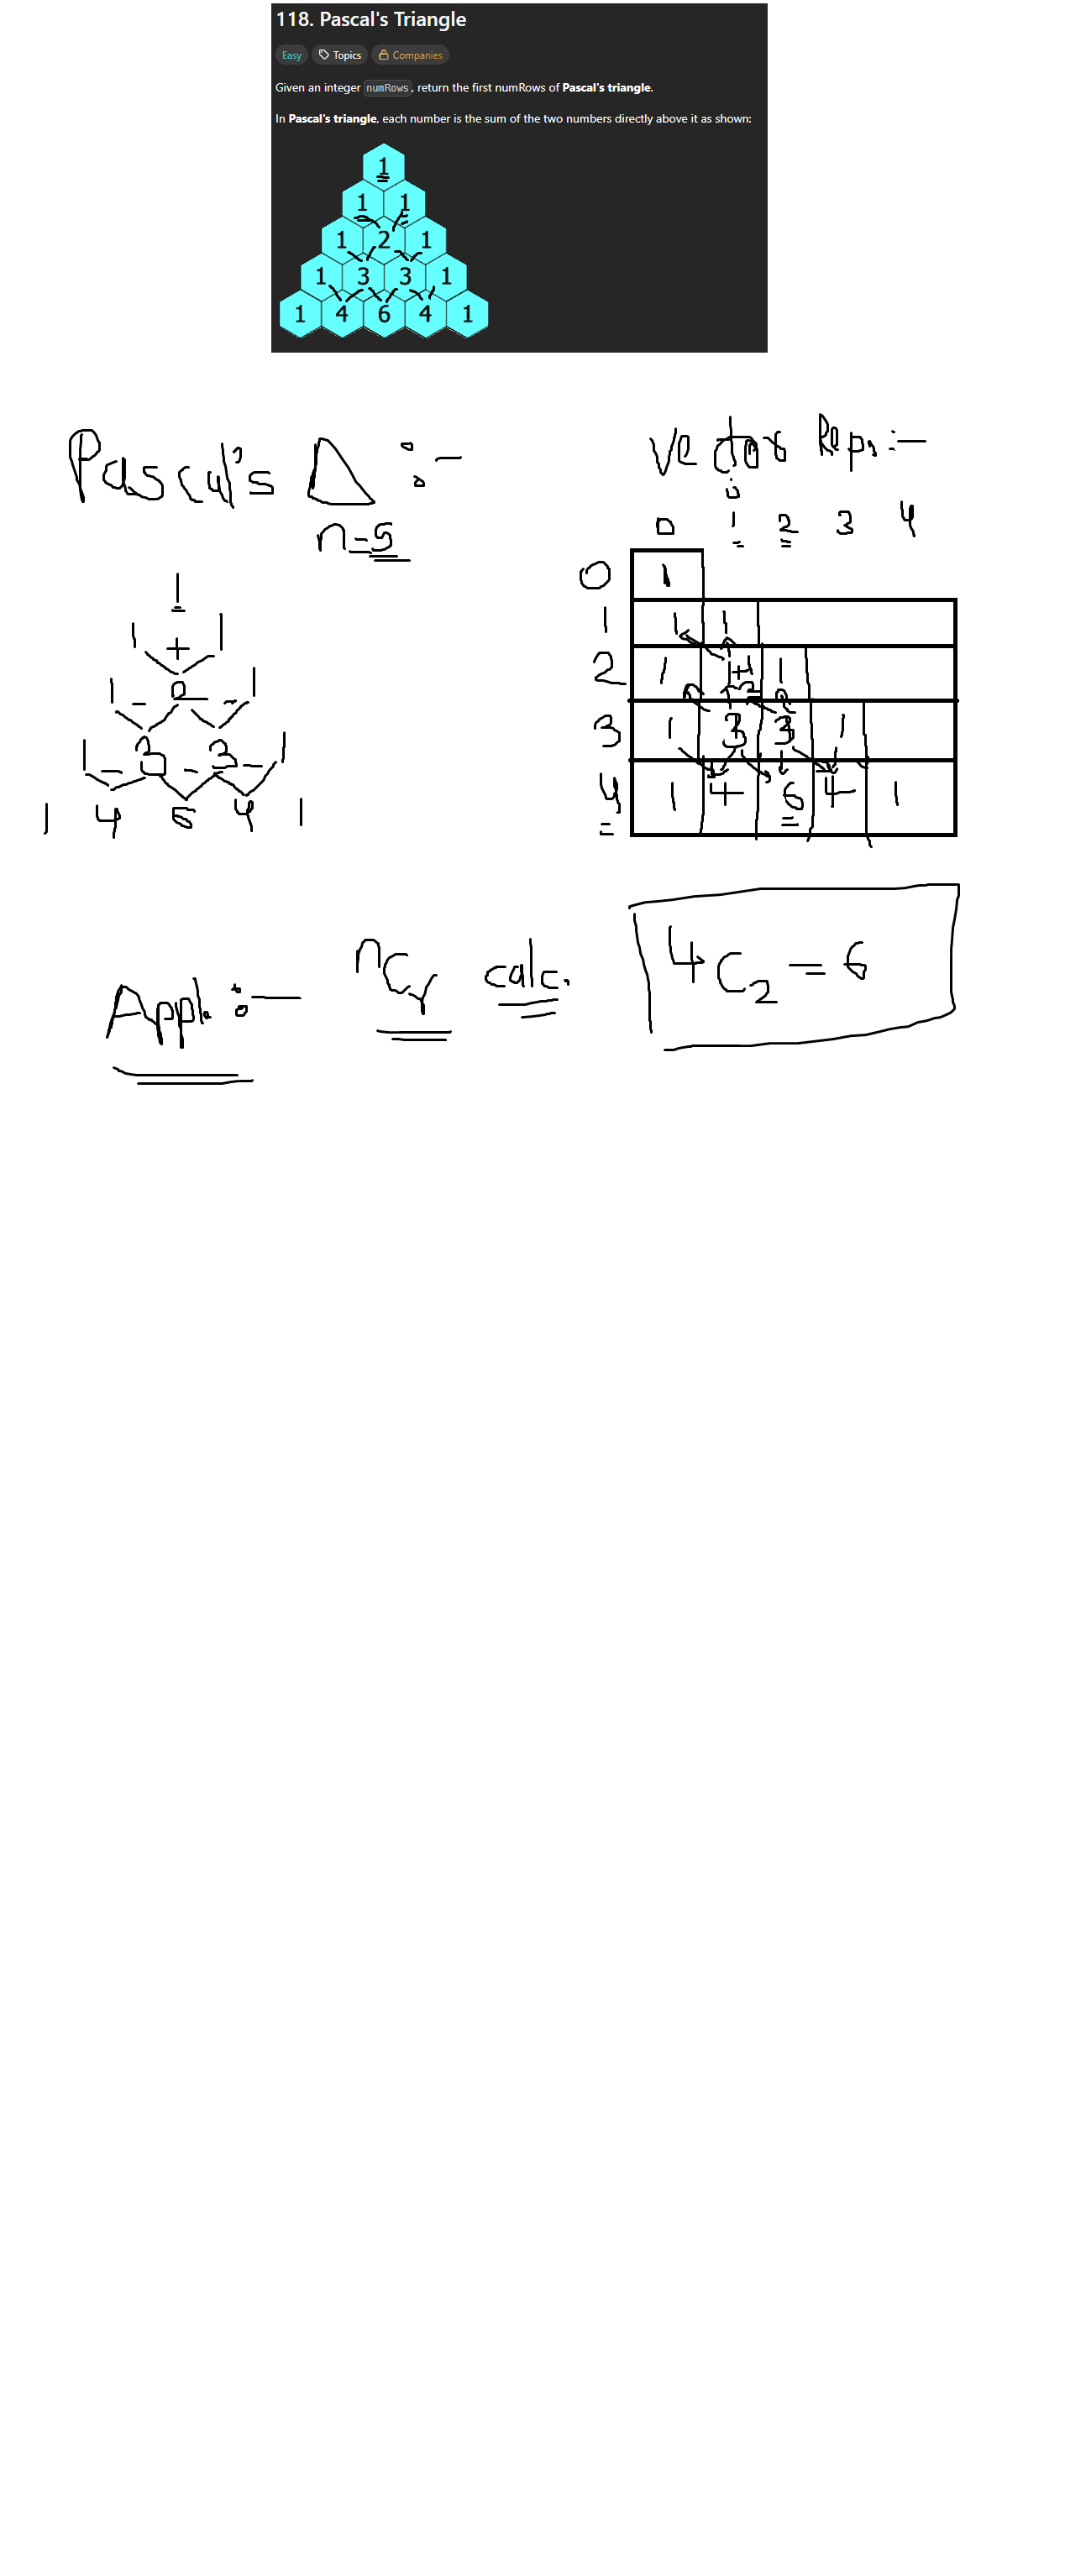 118. Pascal's Triangle
Easy Topics Companies
Given an integer numRows, return the first numRows of Pascal's triangle.
In Pascal's triangle, each number is the sum of the two numbers directly above it as shown:
1
1 1
1 2 1
1 3 3 1
1 4 6 4 1
Pascal's Δ :-
n=5
1
1 + 1
1 - 2 - 1
1 - 3 - 3 - 1
1 4 6 4 1
Vector Repr:-
0 1 2 3 4
0 1
1 1 1
2 1 1+1=2 1
3 1 3 3 1
4 1 4 6 4 1
Appl. :- nCr calc.
4C2 = 6